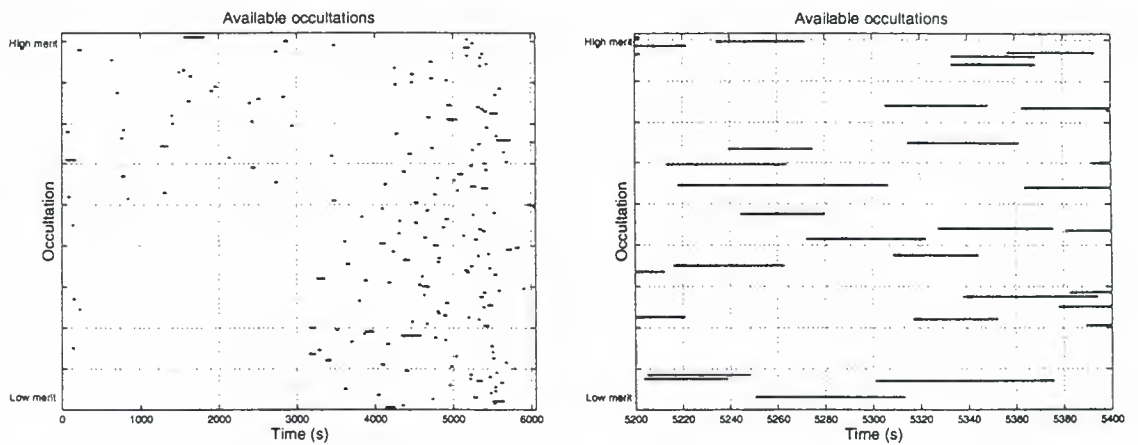 Available occultations
High merit
Occultation
Low merit
0 1000 2000 3000 4000 5000 6000
Time (s)
Available occultations
High merit
Occultation
Low merit
5200 5220 5240 5260 5280 5300 5320 5340 5360 5380 5400
Time (s)